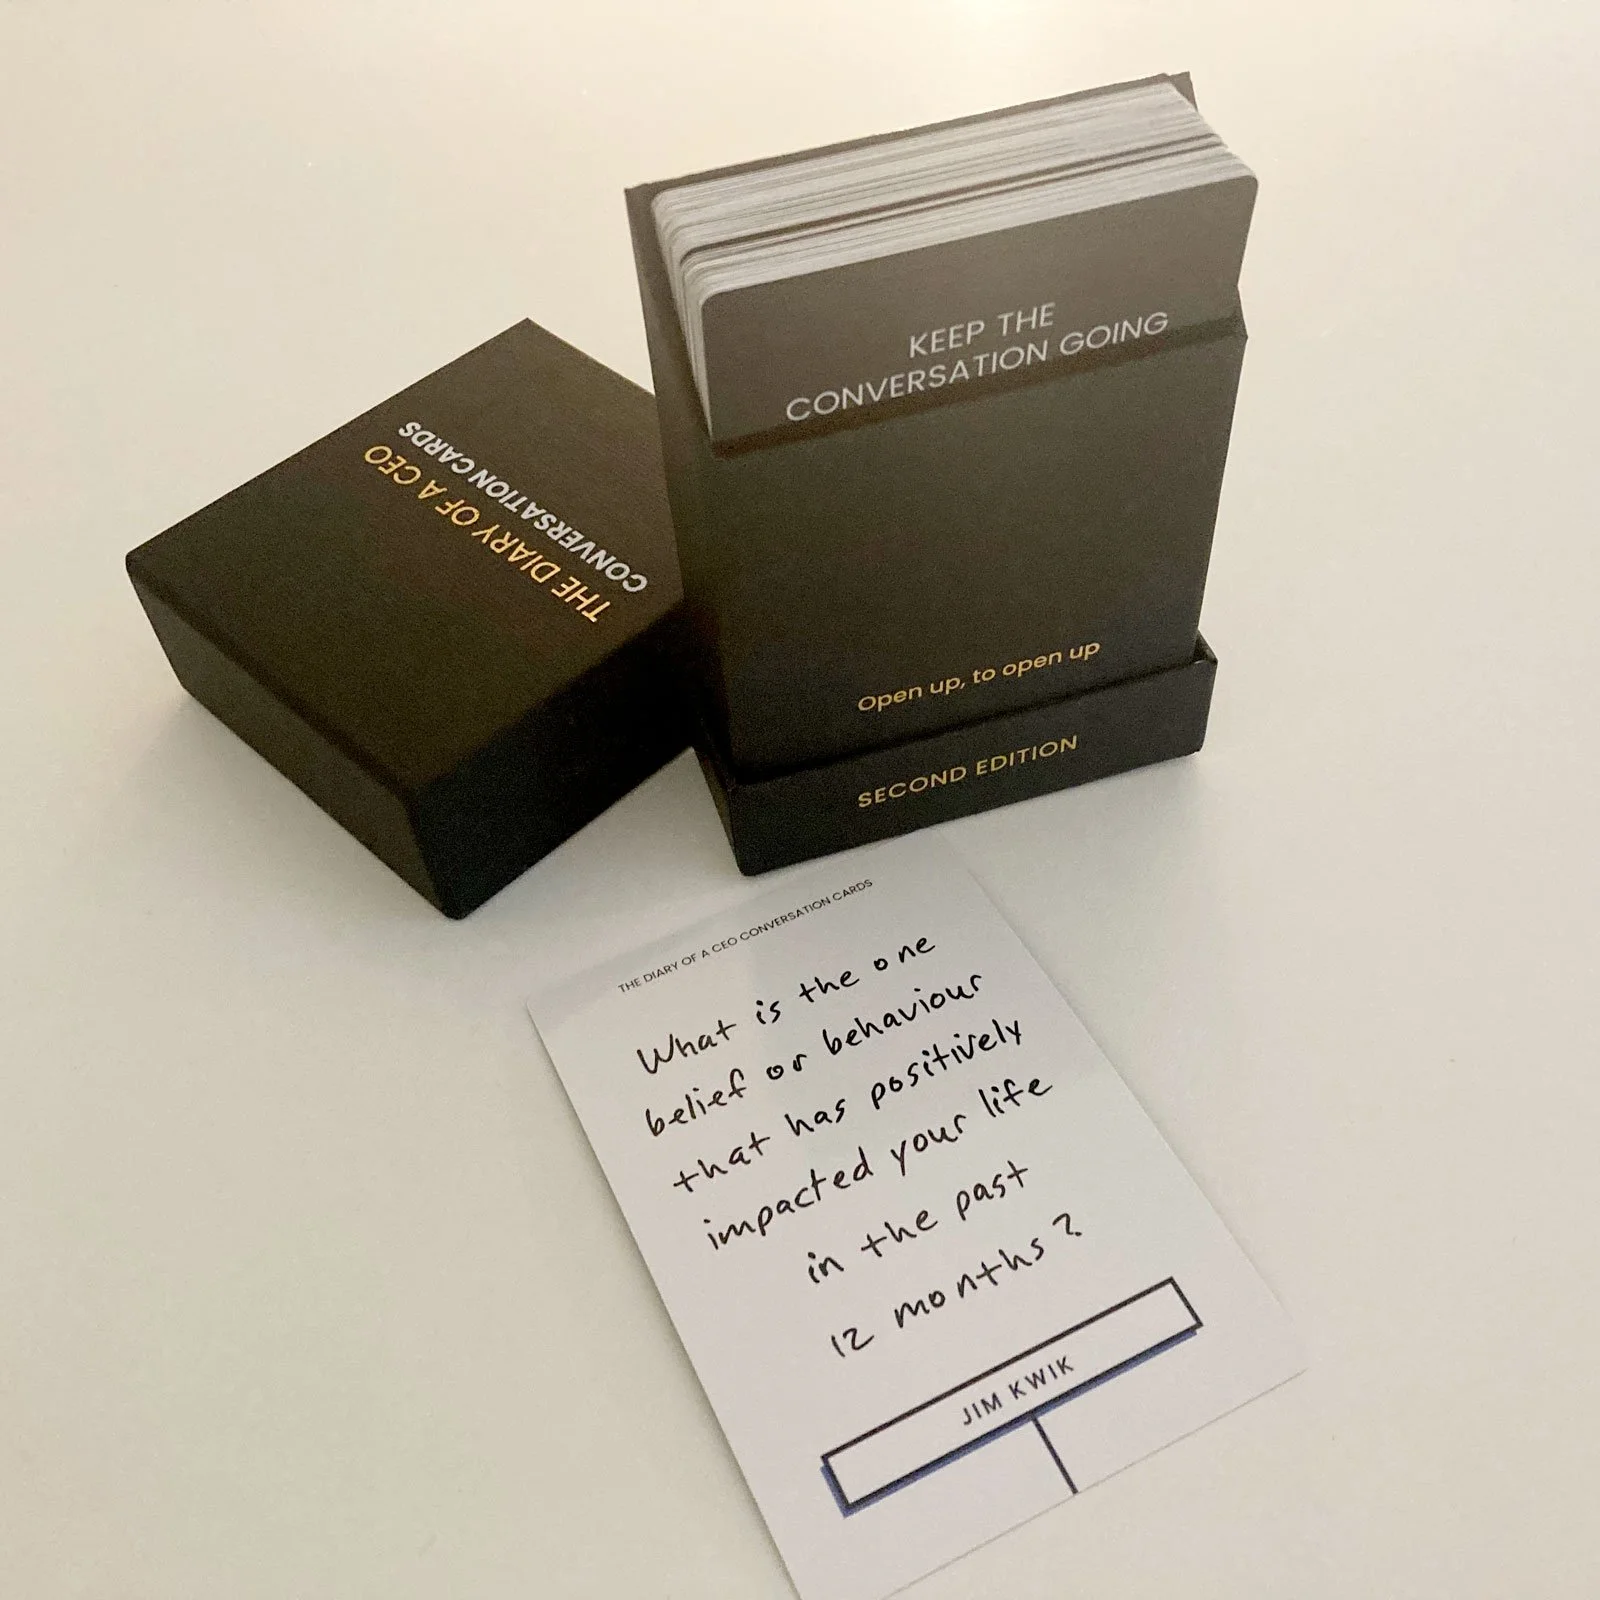 KEEP THE
CONVERSATION GOING
Open up, to open up
SECOND EDITION
THE DIARY OF A CEO
CONVERSATION CARDS
THE DIARY OF A CEO CONVERSATION CARDS
What is the one
belief or behaviour
that has positively
impacted your life
in the past
12 months?
JIM KWIK